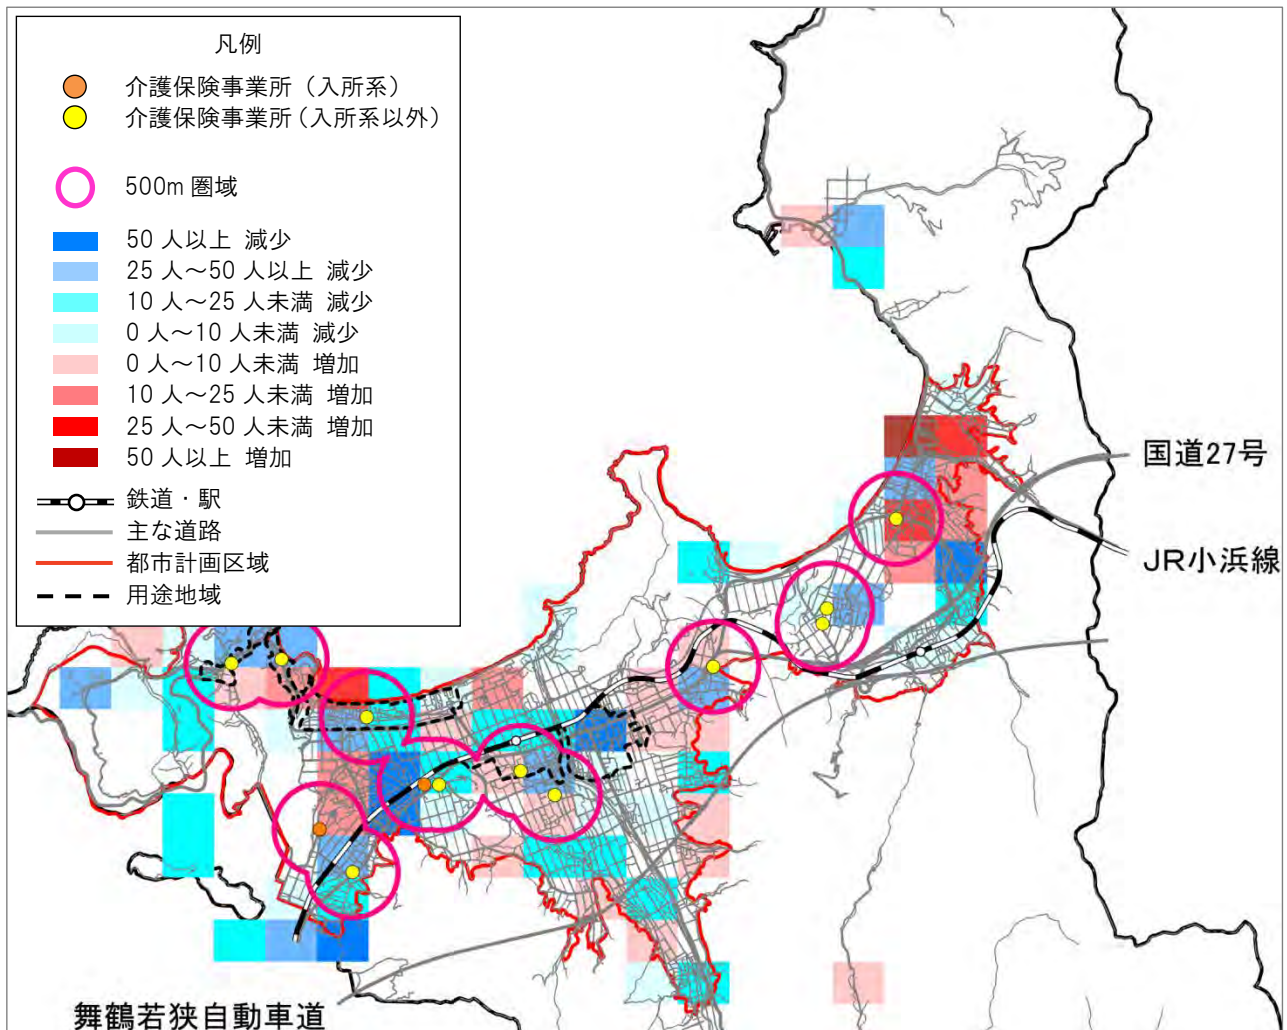 凡例
介護保険事業所（入所系）
介護保険事業所（入所系以外）
500m 圏域
50 人以上 減少
25 人～50 人以上 減少
10 人～25 人未満 減少
0 人～10 人未満 減少
0 人～10 人未満 増加
10 人～25 人未満 増加
25 人～50 人未満 増加
50 人以上 増加
鉄道・駅
主な道路
都市計画区域
用途地域
国道27号
JR小浜線
舞鶴若狭自動車道